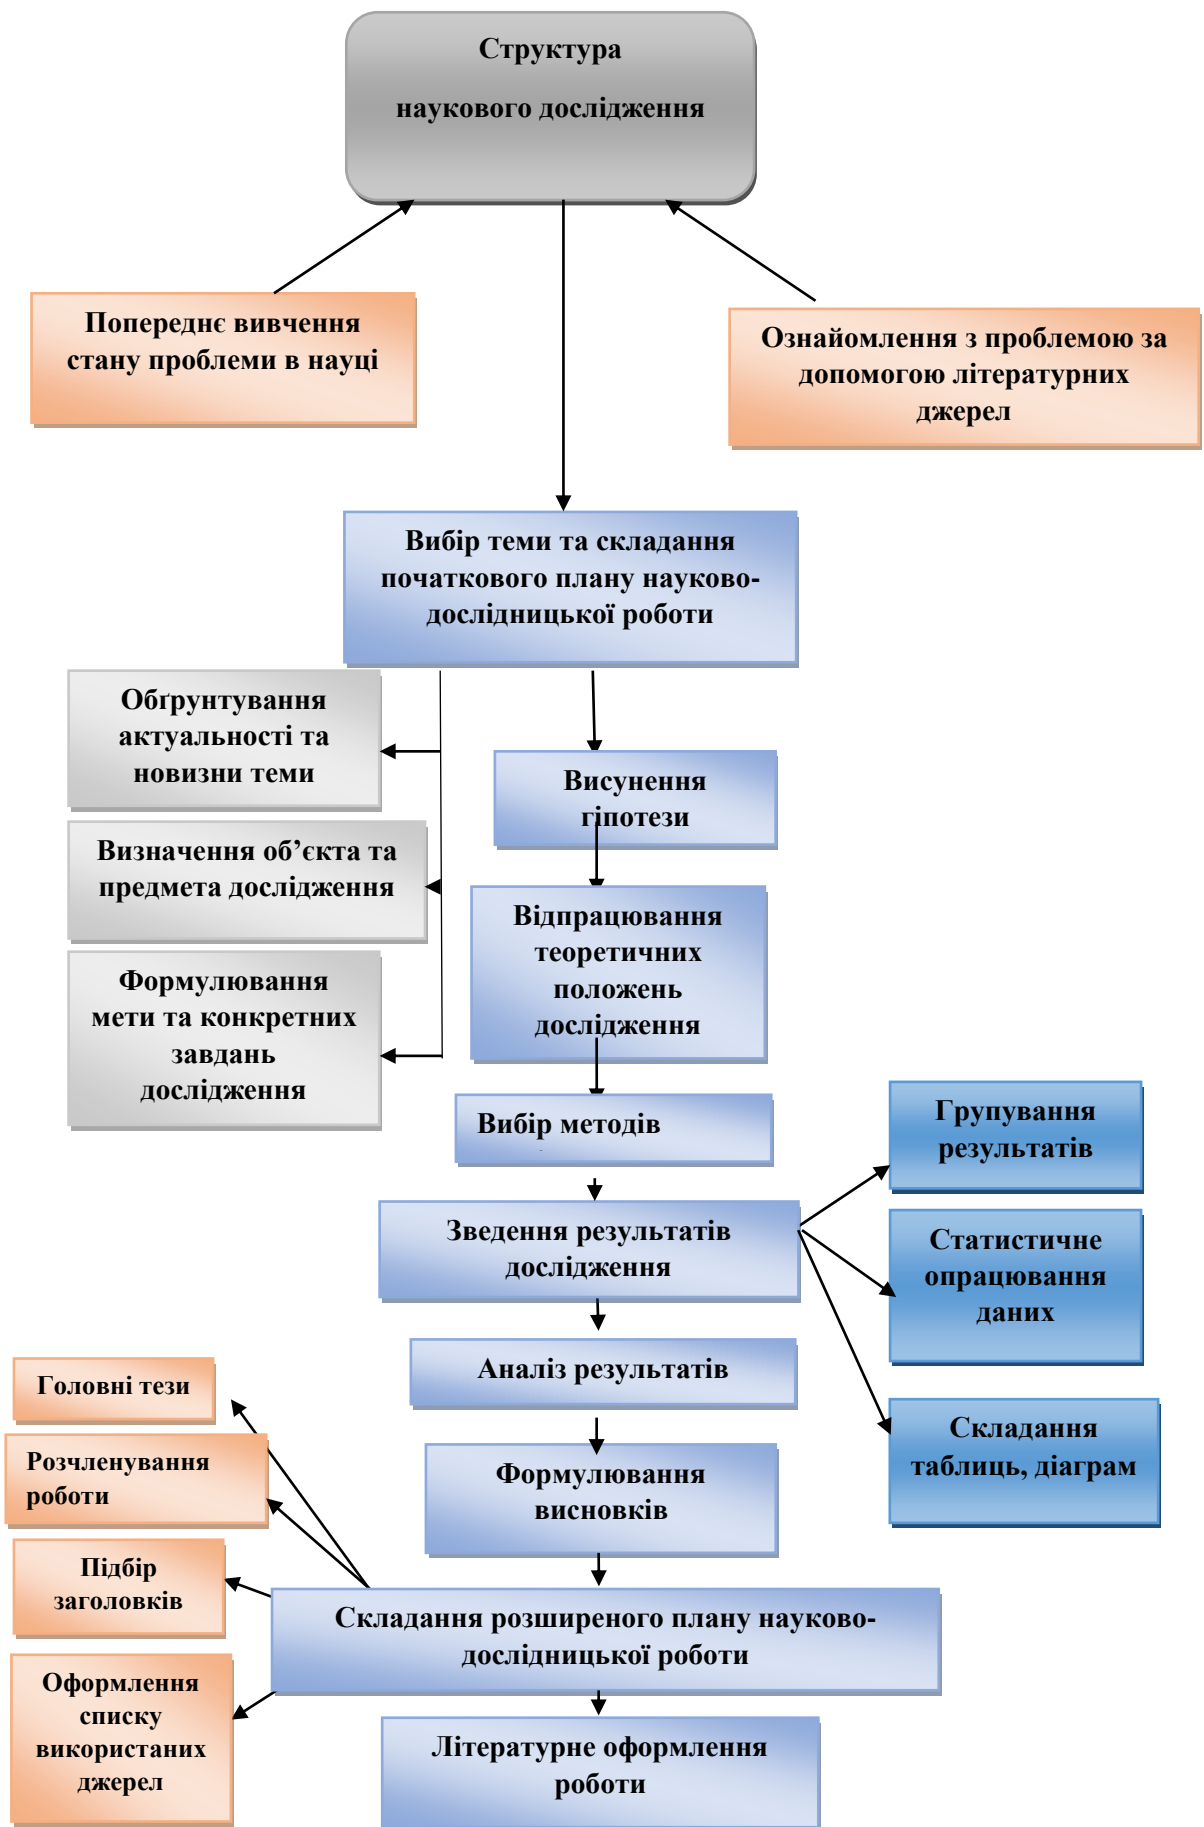 Структура
наукового дослідження
Попереднє вивчення
стану проблеми в науці
Ознайомлення з проблемою за
допомогою літературних
джерел
Вибір теми та складання
початкового плану науково-
дослідницької роботи
Обґрунтування
актуальності та
новизни теми
Висунення
гіпотези
Визначення об’єкта та
предмета дослідження
Відпрацювання
теоретичних
положень
дослідження
Формулювання
мети та конкретних
завдань
дослідження
Вибір методів
Групування
результатів
Зведення результатів
дослідження
Статистичне
опрацювання
даних
Аналіз результатів
Складання
таблиць, діаграм
Формулювання
висновків
Головні тези
Розчленування
роботи
Підбір
заголовків
Складання розширеного плану науково-
дослідницької роботи
Оформлення
списку
використаних
джерел
Літературне оформлення
роботи